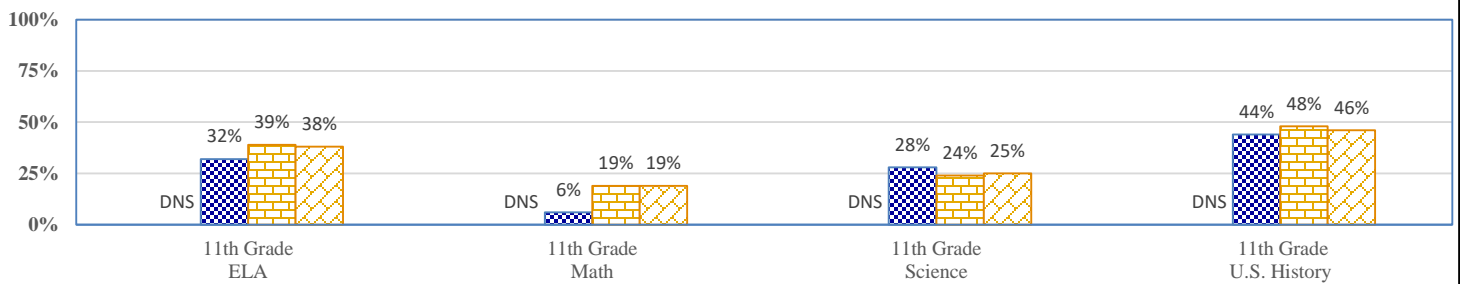 100%
75%
50%
25%
0%
DNS 32% 39% 38%
DNS 6% 19% 19%
DNS 28% 24% 25%
DNS 44% 48% 46%
11th Grade
ELA
11th Grade
Math
11th Grade
Science
11th Grade
U.S. History